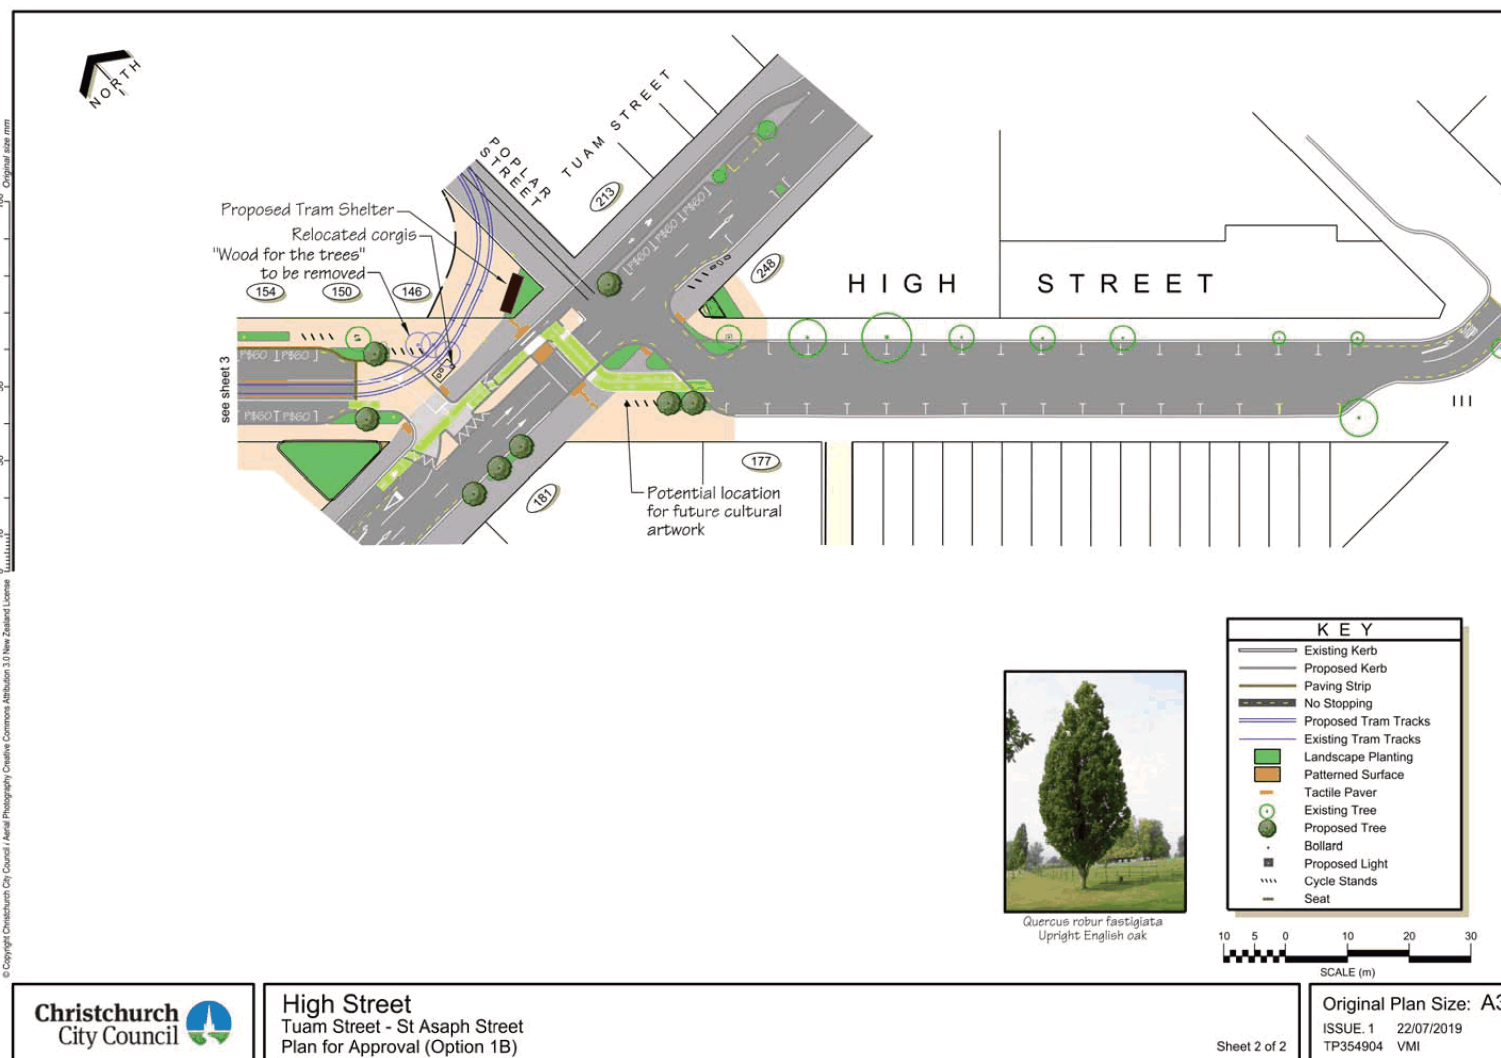 NORTH
Original size mm
POPLAR
STREET
TUAM STREET
213
Proposed Tram Shelter
Relocated corgis
"Wood for the trees"
to be removed
154
150
146
248
HIGH STREET
see sheet 3
P$60
P$60
P$60
P$60
P$60
P$60
P$60
177
181
Potential location
for future cultural
artwork
KEY
Existing Kerb
Proposed Kerb
Paving Strip
No Stopping
Proposed Tram Tracks
Existing Tram Tracks
Landscape Planting
Patterned Surface
Tactile Paver
Existing Tree
Proposed Tree
Bollard
Proposed Light
Cycle Stands
Seat
Quercus robur fastigiata
Upright English oak
10 5 0 10 20 30
SCALE (m)
© Copyright Christchurch City Council / Aerial Photography Creative Commons Attribution 3.0 New Zealand License
Christchurch
City Council
High Street
Tuam Street - St Asaph Street
Plan for Approval (Option 1B)
Sheet 2 of 2
Original Plan Size: A3
ISSUE. 1 22/07/2019
TP354904 VMI